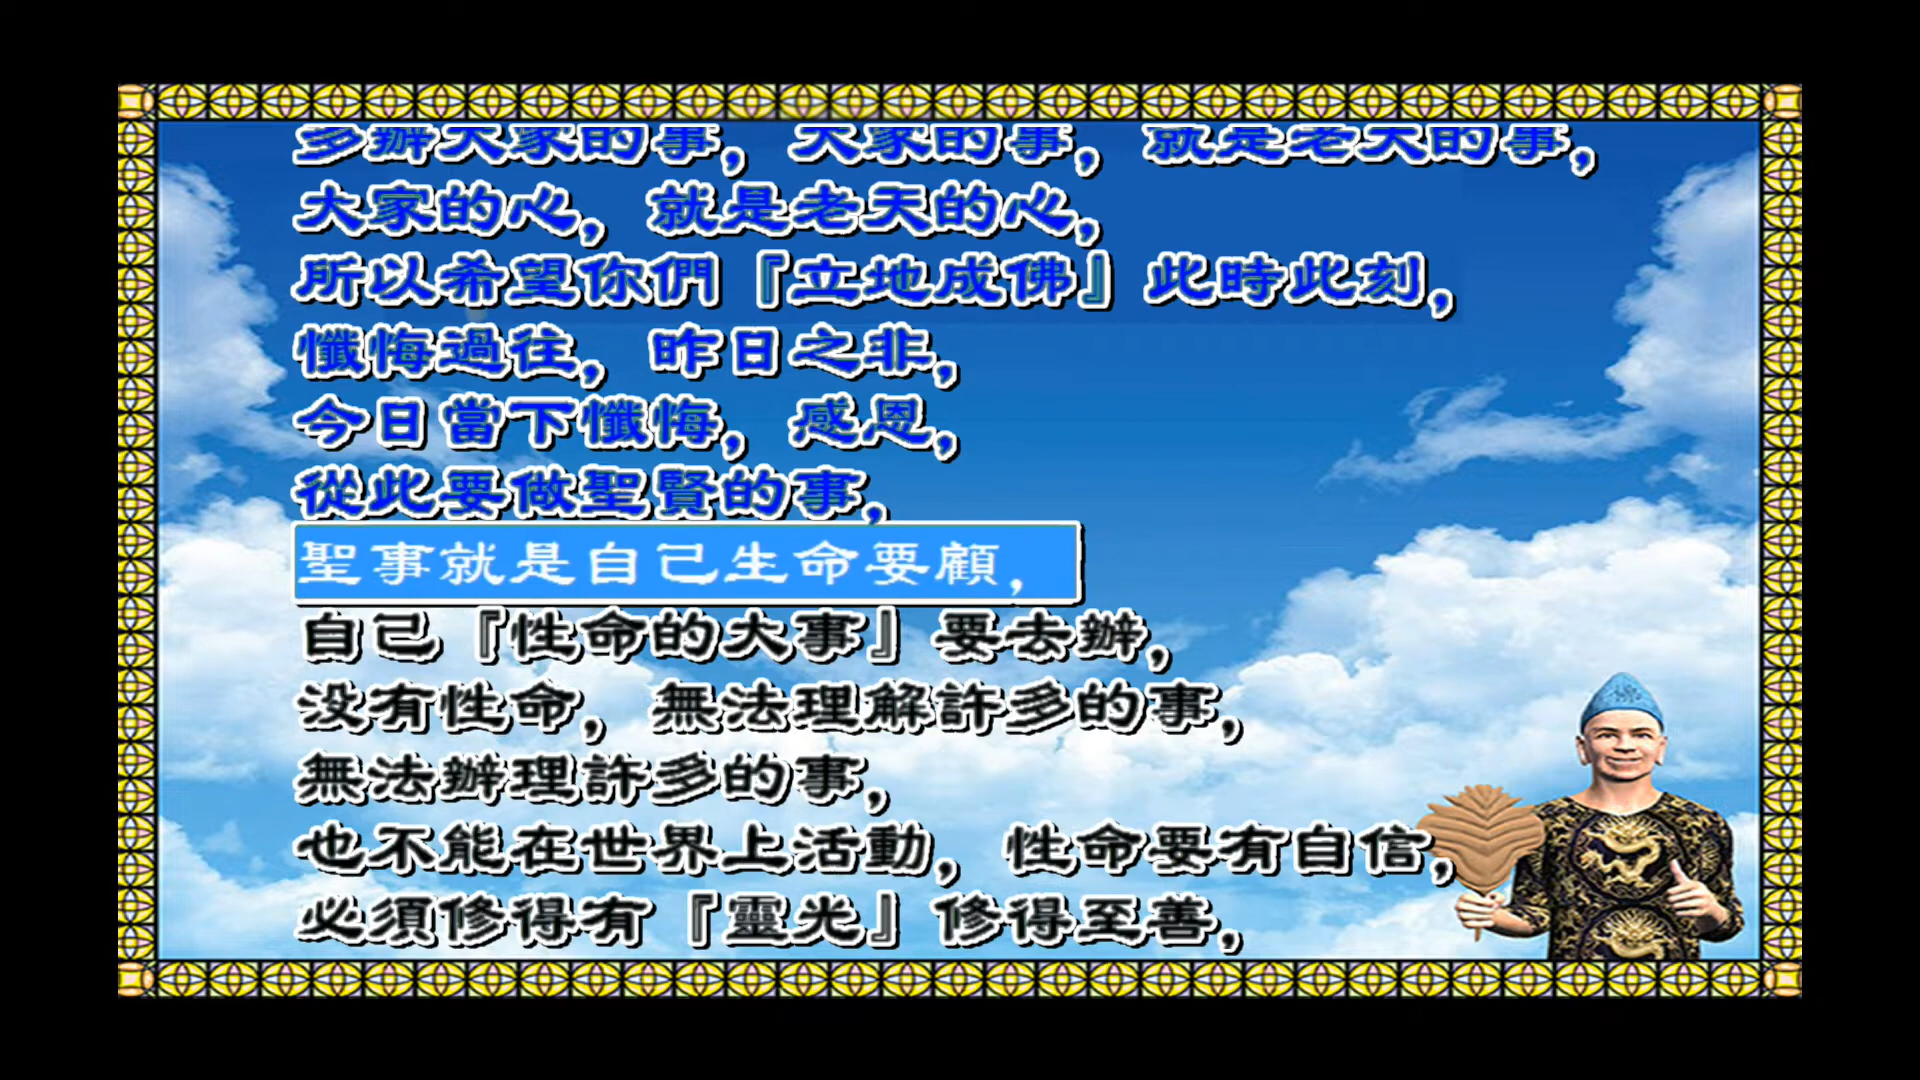 多辦大家的事，大家的事，就是老天的事，
大家的心，就是老天的心，
所以希望你們『立地成佛』此時此刻，
懺悔過往，昨日之非，
今日當下懺悔，感恩，
從此要做聖賢的事，
聖事就是自己生命要顧，
自己『性命的大事』要去辦，
没有性命，無法理解許多的事，
無法辦理許多的事，
也不能在世界上活動，性命要有自信，
必須修得有『靈光』修得至善，